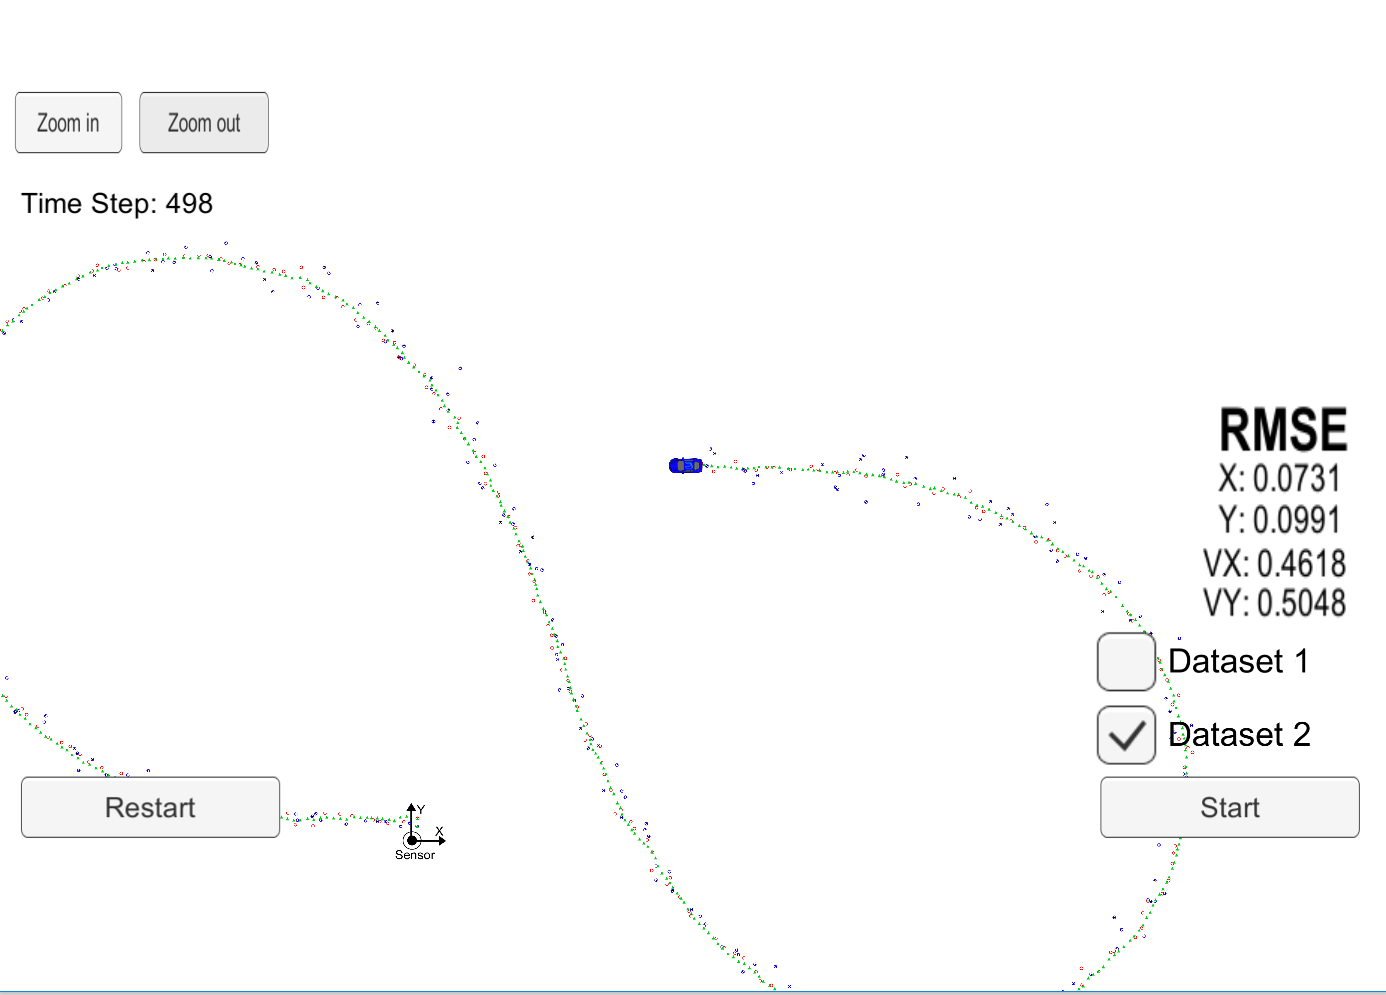 Zoom in
Zoom out
Time Step: 498
RMSE
X: 0.0731
Y: 0.0991
VX: 0.4618
VY: 0.5048
Dataset 1
Dataset 2
Restart
Start
Y
X
Sensor